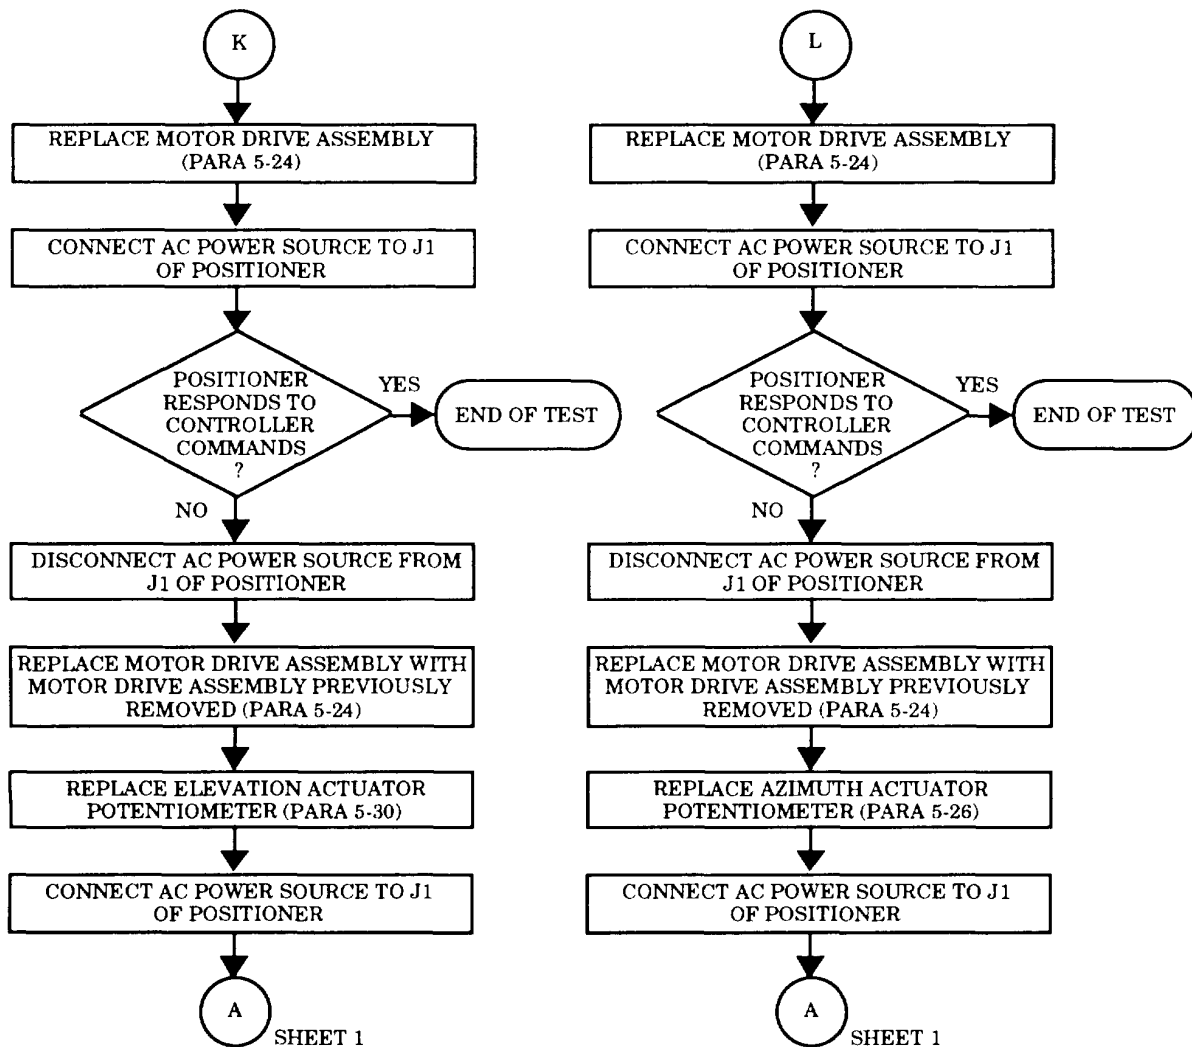 K
REPLACE MOTOR DRIVE ASSEMBLY
(PARA 5-24)
CONNECT AC POWER SOURCE TO J1
OF POSITIONER
POSITIONER
RESPONDS TO
CONTROLLER
COMMANDS
?
YES
END OF TEST
NO
DISCONNECT AC POWER SOURCE FROM
J1 OF POSITIONER
REPLACE MOTOR DRIVE ASSEMBLY WITH
MOTOR DRIVE ASSEMBLY PREVIOUSLY
REMOVED (PARA 5-24)
REPLACE ELEVATION ACTUATOR
POTENTIOMETER (PARA 5-30)
CONNECT AC POWER SOURCE TO J1
OF POSITIONER
A
SHEET 1
L
REPLACE MOTOR DRIVE ASSEMBLY
(PARA 5-24)
CONNECT AC POWER SOURCE TO J1
OF POSITIONER
POSITIONER
RESPONDS TO
CONTROLLER
COMMANDS
?
YES
END OF TEST
NO
DISCONNECT AC POWER SOURCE FROM
J1 OF POSITIONER
REPLACE MOTOR DRIVE ASSEMBLY WITH
MOTOR DRIVE ASSEMBLY PREVIOUSLY
REMOVED (PARA 5-24)
REPLACE AZIMUTH ACTUATOR
POTENTIOMETER (PARA 5-26)
CONNECT AC POWER SOURCE TO J1
OF POSITIONER
A
SHEET 1